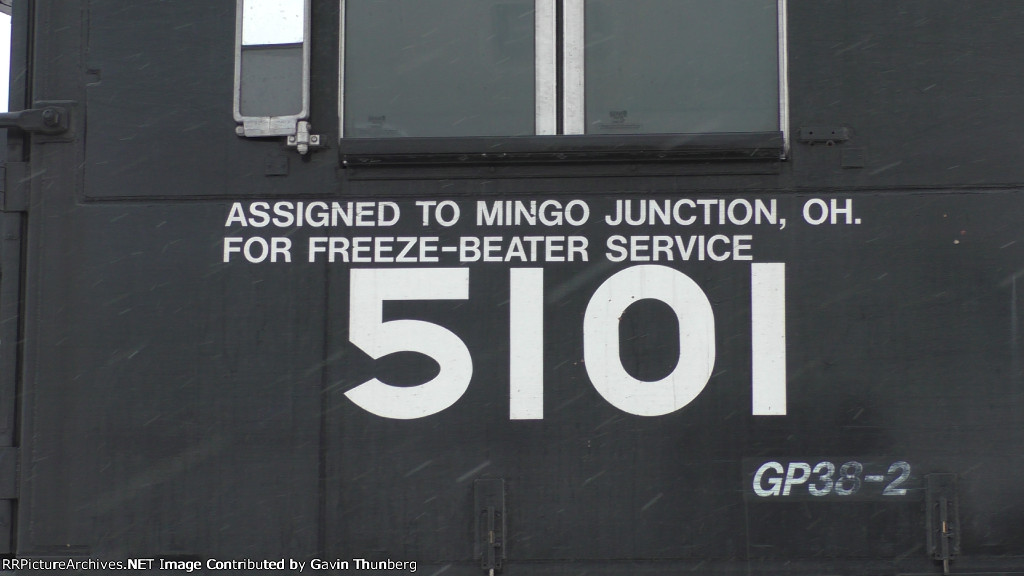 ASSIGNED TO MINGO JUNCTION, OH.
FOR FREEZE-BEATER SERVICE
5101
GP38-2
RRPictureArchives.NET Image Contributed by Gavin Thunberg